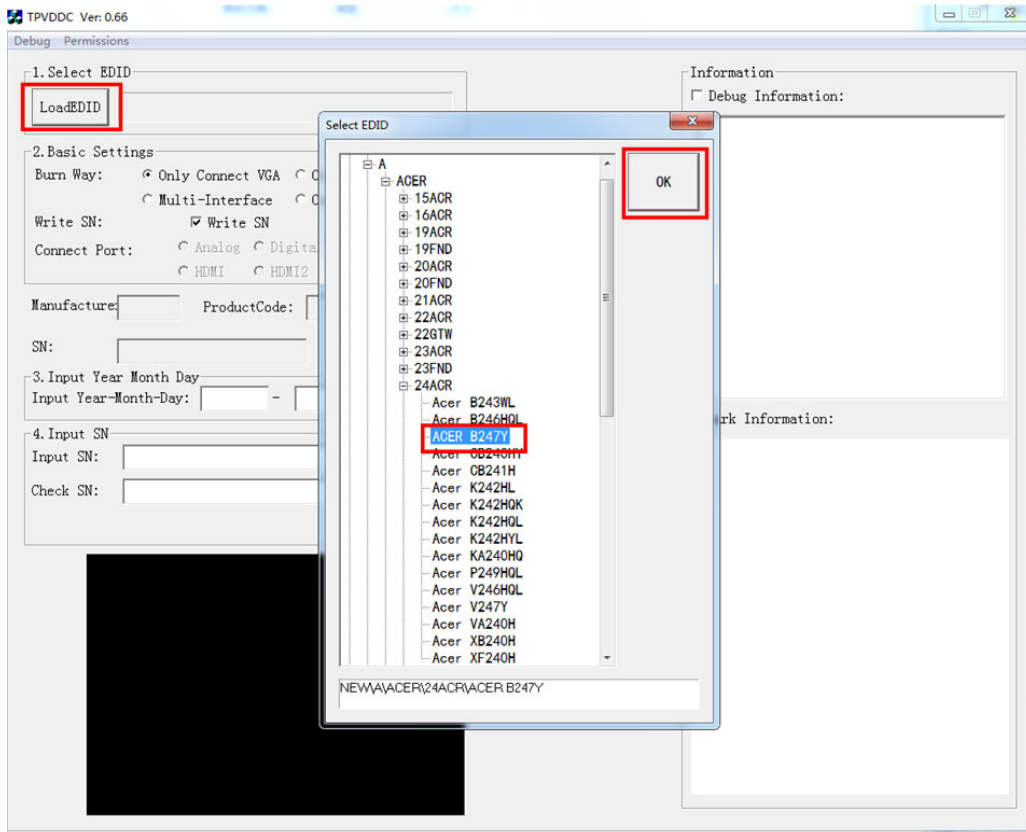 TPVDDC Ver: 0.66
Debug Permissions
1. Select EDID
LoadEDID
2. Basic Settings
Burn Way: Only Connect VGA
Multi-Interface
Write SN: Write SN
Connect Port: Analog
HDMI HDMI2
Manufacture: ProductCode:
SN:
3. Input Year Month Day
Input Year-Month-Day: -
4. Input SN
Input SN:
Check SN:
Select EDID
A
ACER
15ACR
16ACR
19ACR
19FND
20ACR
20FND
21ACR
22ACR
22GTW
23ACR
23FND
24ACR
Acer B243WL
Acer B246HQL
ACER B247Y
Acer CB240HY
Acer CB241H
Acer K242HL
Acer K242HQK
Acer K242HQL
Acer K242HYL
Acer KA240HQ
Acer P249HQL
Acer V246HQL
Acer V247Y
Acer VA240H
Acer XB240H
Acer XF240H
OK
NEW\A\ACER\24ACR\ACER B247Y
Information
Debug Information:
rk Information: